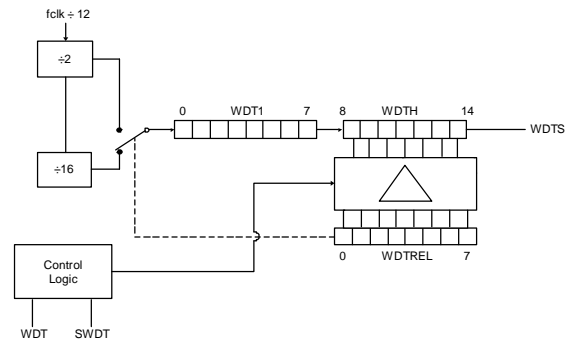 fclk ÷ 12
÷2
0 WDT1 7 8 WDTH 14
WDTS
÷16
0 WDTREL 7
Control
Logic
WDT SWDT